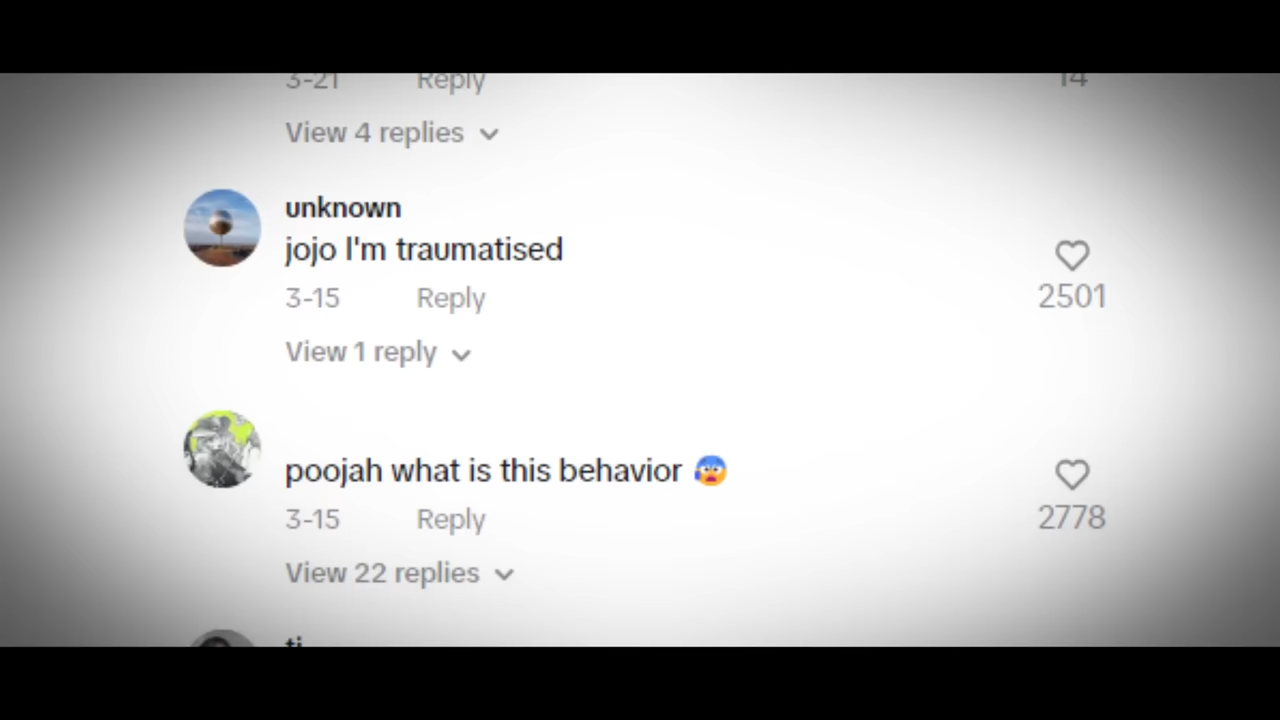 3-21 Reply 14
View 4 replies
unknown
jojo I'm traumatised
3-15 Reply
2501
View 1 reply
poojah what is this behavior 😰
3-15 Reply
2778
View 22 replies
ti